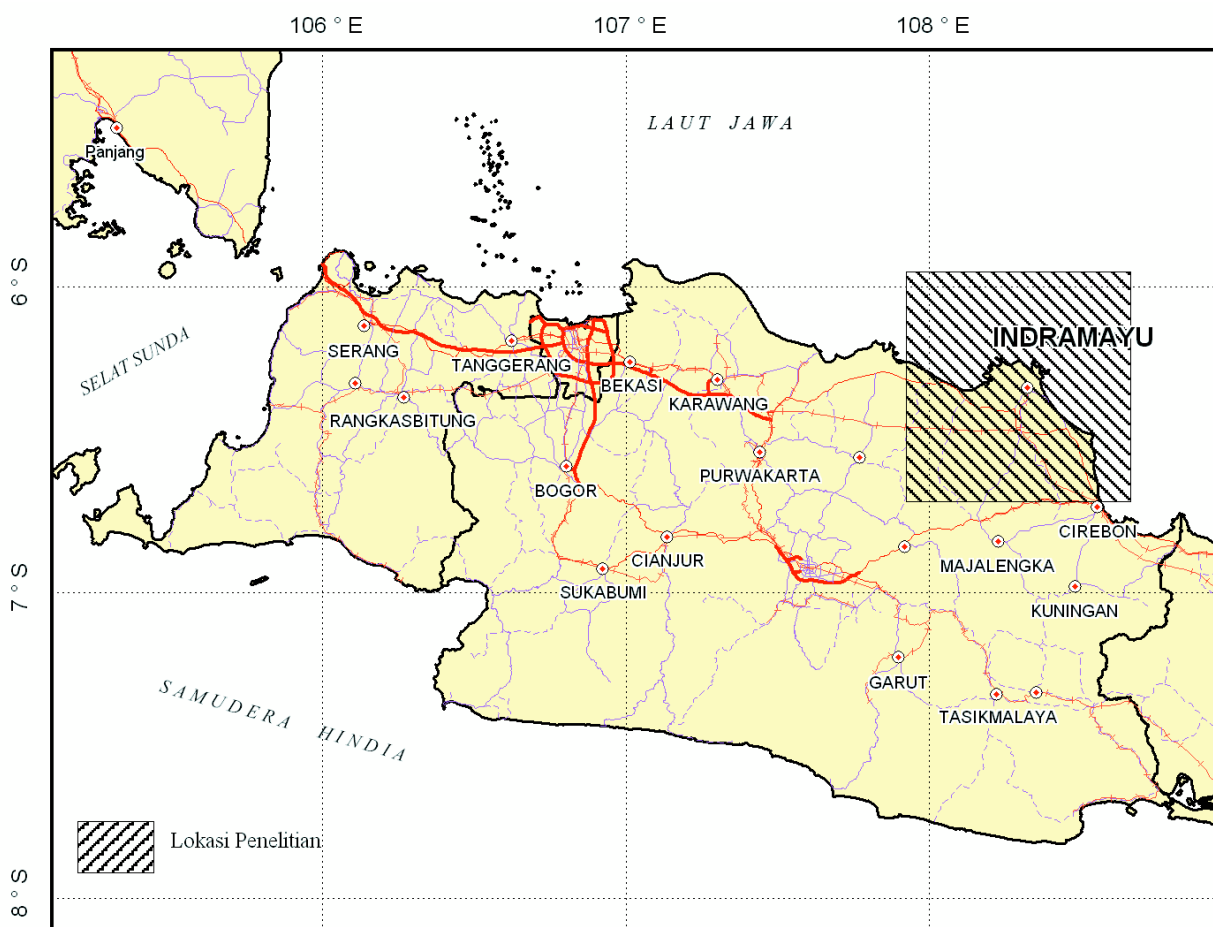 106 ° E
107 ° E
108 ° E
LAUT JAWA
Panjang
6 ° S
INDRAMAYU
SELAT SUNDA
SERANG
TANGGERANG
BEKASI
KARAWANG
RANGKASBITUNG
PURWAKARTA
BOGOR
CIREBON
CIANJUR
MAJALENGKA
SUKABUMI
7 ° S
KUNINGAN
GARUT
TASIKMALAYA
SAMUDERA HINDIA
Lokasi Penelitian
8 ° S